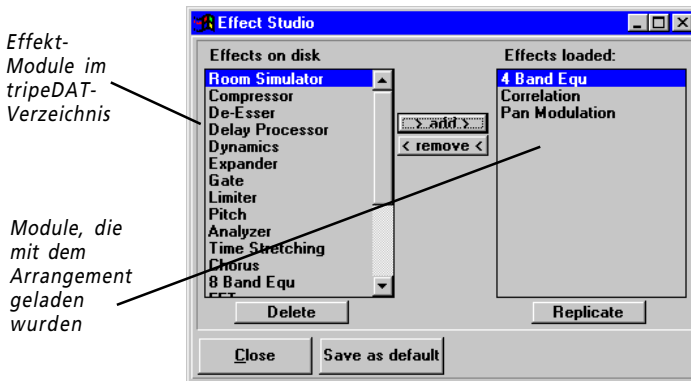 Effekt-
Module im
tripeDAT-
Verzeichnis
Module, die
mit dem
Arrangement
geladen
wurden
Effect Studio
Effects on disk
Room Simulator
Compressor
De-Esser
Delay Processor
Dynamics
Expander
Gate
Limiter
Pitch
Analyzer
Time Stretching
Chorus
8 Band Equ
FFT
Delete
> add >
< remove <
Effects loaded:
4 Band Equ
Correlation
Pan Modulation
Replicate
Close
Save as default